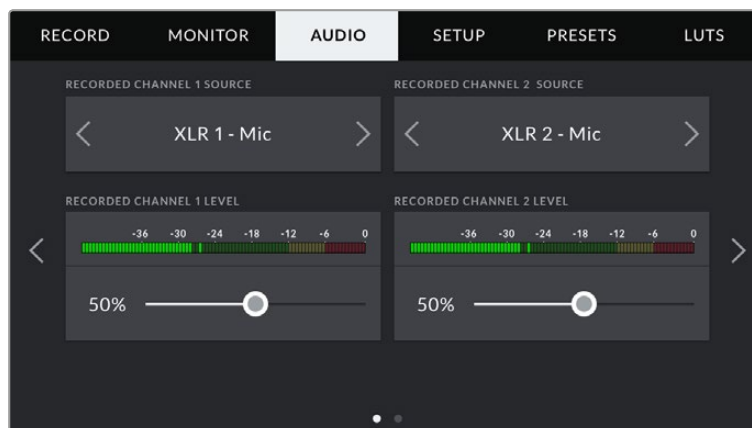 RECORD MONITOR AUDIO SETUP PRESETS LUTS
RECORDED CHANNEL 1 SOURCE
XLR 1 - Mic
RECORDED CHANNEL 2 SOURCE
XLR 2 - Mic
RECORDED CHANNEL 1 LEVEL
-36 -30 -24 -18 -12 -6 0
50%
RECORDED CHANNEL 2 LEVEL
-36 -30 -24 -18 -12 -6 0
50%